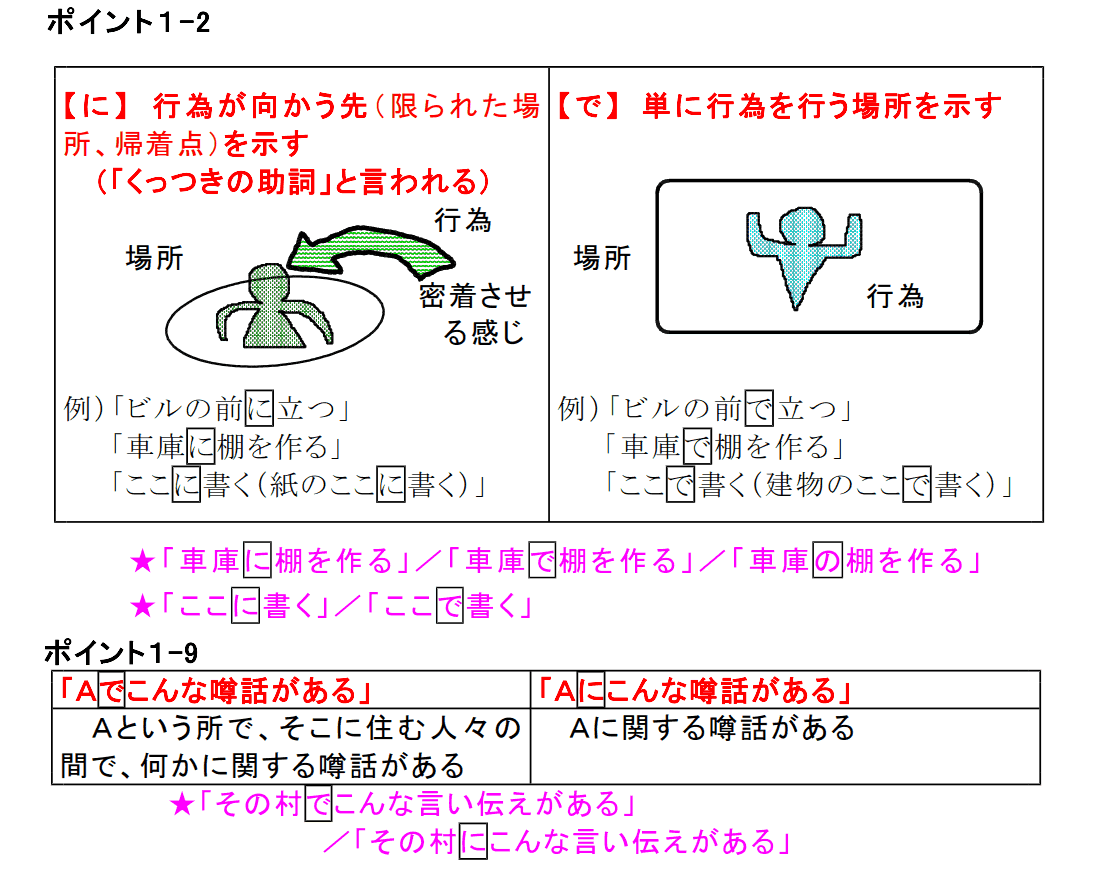 ポイント１-２
【に】 行為が向かう先（限られた場
所、帰着点）を示す
（「くっつきの助詞」と言われる）
行為
場所
密着させ
る感じ
例）「ビルの前に立つ」
「車庫に棚を作る」
「ここに書く（紙のここに書く）」
【で】 単に行為を行う場所を示す
場所
行為
例）「ビルの前で立つ」
「車庫で棚を作る」
「ここで書く（建物のここで書く）」
★「車庫に棚を作る」／「車庫で棚を作る」／「車庫の棚を作る」
★「ここに書く」／「ここで書く」
ポイント１-９
「Ａでこんな噂話がある」
「Ａにこんな噂話がある」
Ａという所で、そこに住む人々の
間で、何かに関する噂話がある
Ａに関する噂話がある
★「その村でこんな言い伝えがある」
／「その村にこんな言い伝えがある」